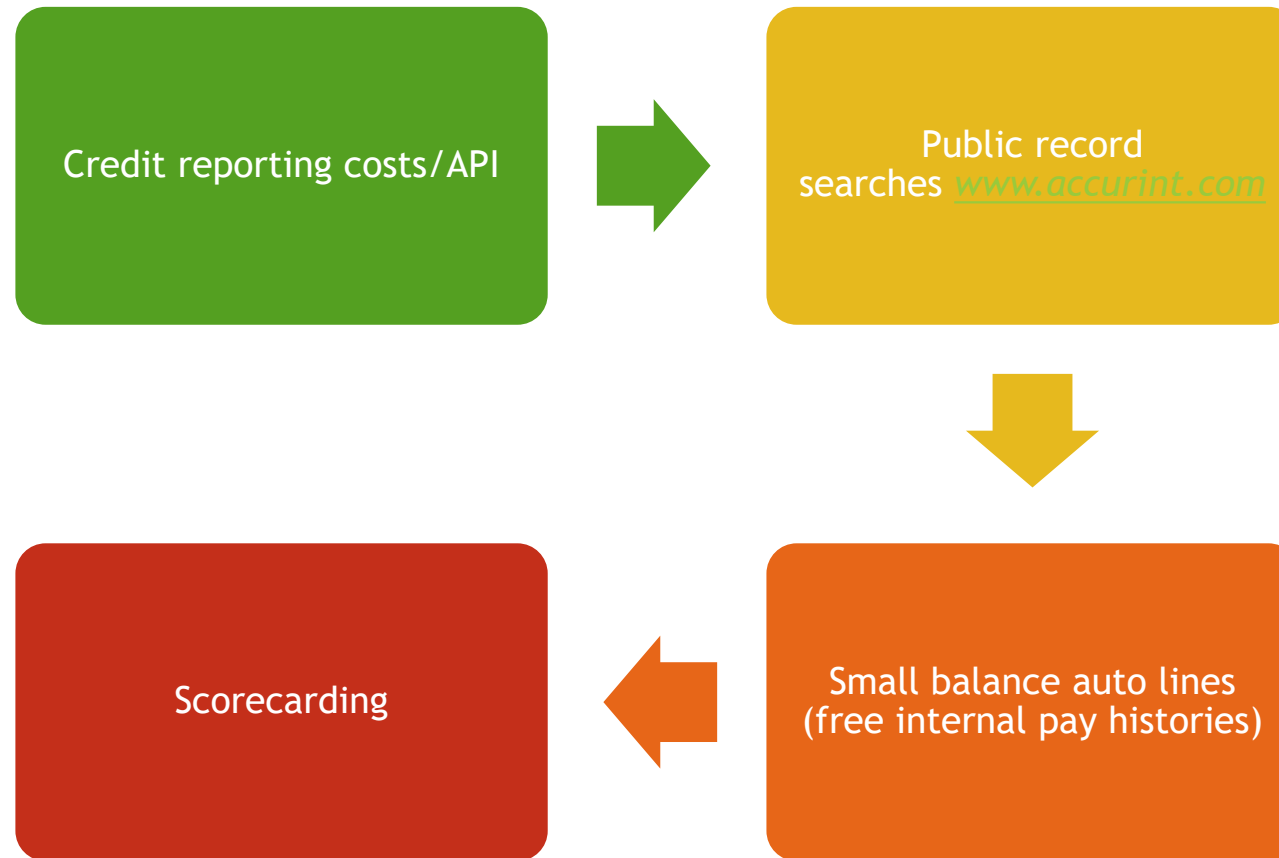 Credit reporting costs/API
Public record
searches www.accurint.com
Small balance auto lines
(free internal pay histories)
Scorecarding